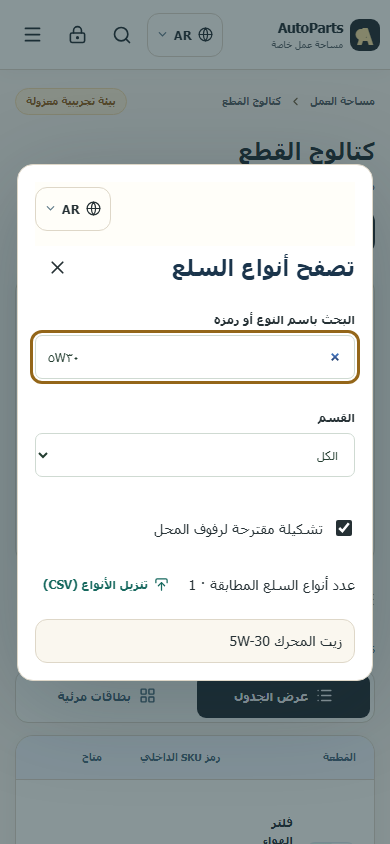 AutoParts
مساحة عمل خاصة
AR
مساحة العمل
كتالوج القطع
بيئة تجريبية معزولة
كتالوج القطع
AR
تصفح أنواع السلع
البحث باسم النوع أو رمزه
٥W٣٠
القسم
الكل
تشكيلة مقترحة لرفوف المحل
عدد أنواع السلع المطابقة · 1
تنزيل الأنواع (CSV)
زيت المحرك 5W-30
عرض الجدول
بطاقات مرئية
القطعة
رمز SKU الداخلي
متاح
فلتر
الهواء